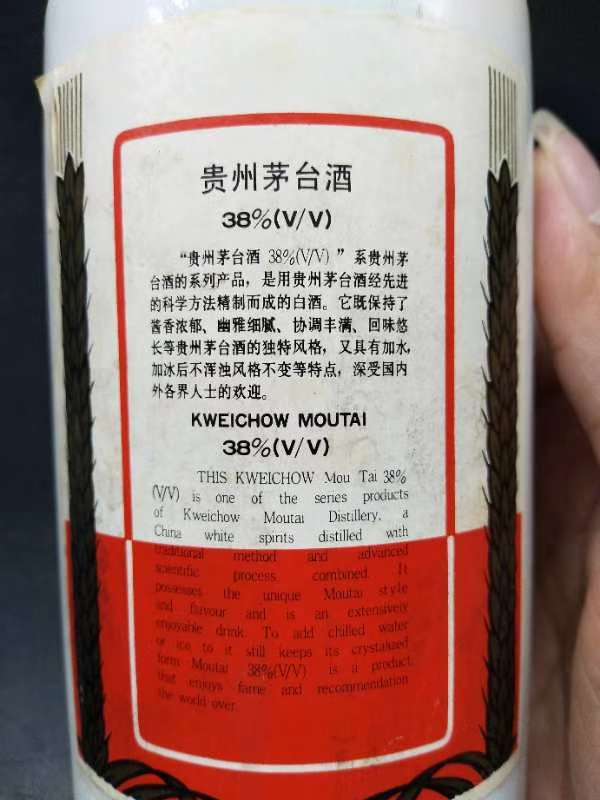 贵州茅台酒
38%(V/V)
“贵州茅台酒 38%(V/V)”系贵州茅
台酒的系列产品，是用贵州茅台酒经先进
的科学方法精制而成的白酒。它既保持了
酱香浓郁、幽雅细腻、协调丰满、回味悠
长等贵州茅台酒的独特风格，又具有加水，
加冰后不浑浊风格不变等特点，深受国内
外各界人士的欢迎。
KWEICHOW MOUTAI
38%(V/V)
THIS KWEICHOW Mou Tai 38%
(V/V) is one of the series products
of Kweichow Moutai Distillery, a
China white spirits distilled with
traditional method and advanced
scientific process combined. It
possesses the unique Moutai style
and flavour and is an extensively
enjoyable drink. To add chilled water
or ice to it still keeps its crystalized
form Moutai 38%(V/V) is a product
that enjoys fame and recommendation
the world over.